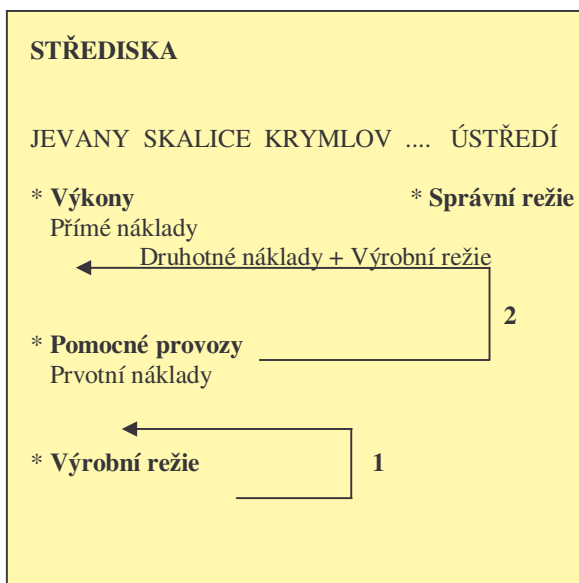 STŘEDISKA
JEVANY SKALICE KRYMLOV .... ÚSTŘEDÍ
* Výkony * Správní režie
Přímé náklady
Druhotné náklady + Výrobní režie
2
* Pomocné provozy
Prvotní náklady
* Výrobní režie 1